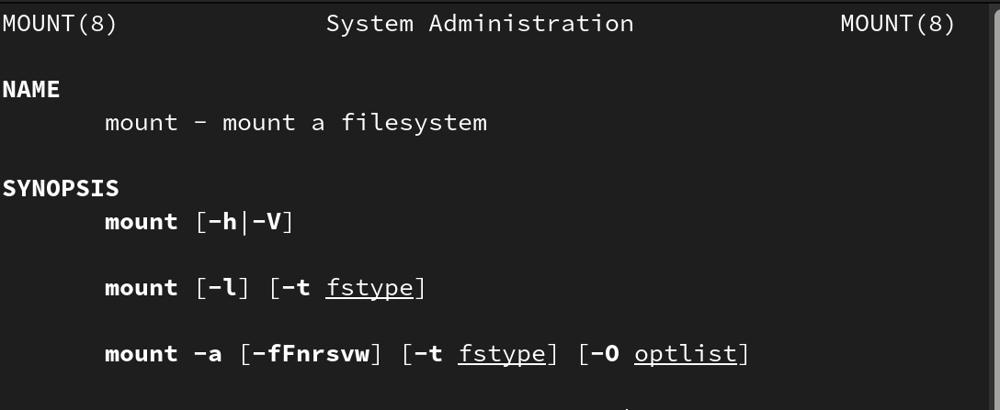 MOUNT(8) System Administration MOUNT(8)
NAME
mount - mount a filesystem
SYNOPSIS
mount [-h|-V]
mount [-l] [-t fstype]
mount -a [-fFnrsvw] [-t fstype] [-O optlist]